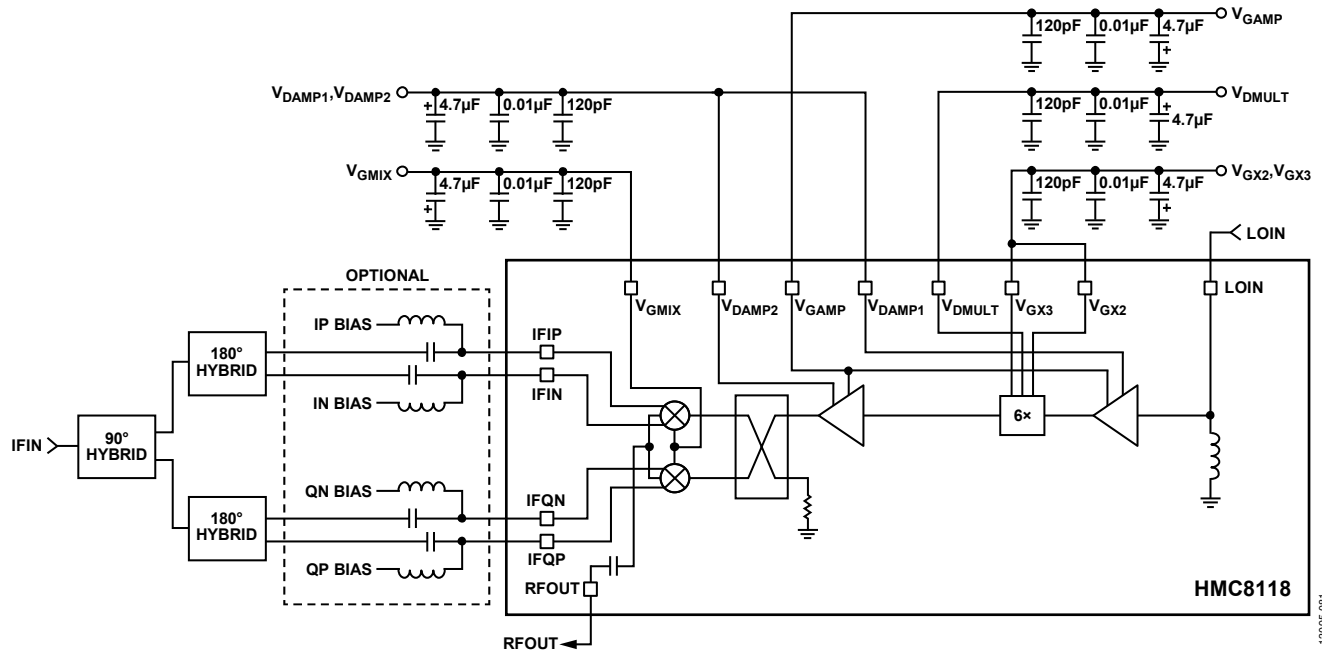 VGAMP
120pF 0.01µF 4.7µF
+
VDAMP1,VDAMP2
+ 4.7µF 0.01µF 120pF
VDMULT
120pF 0.01µF + 4.7µF
VGMIX
4.7µF 0.01µF 120pF
+
VGX2,VGX3
120pF 0.01µF 4.7µF
+
LOIN
OPTIONAL
VGMIX VDAMP2 VGAMP VDAMP1 VDMULT VGX3 VGX2 LOIN
IP BIAS
IFIP
180°
HYBRID
IFIN
IN BIAS
6×
IFIN
90°
HYBRID
QN BIAS
IFQN
180°
HYBRID
IFQP
QP BIAS
RFOUT
HMC8118
RFOUT